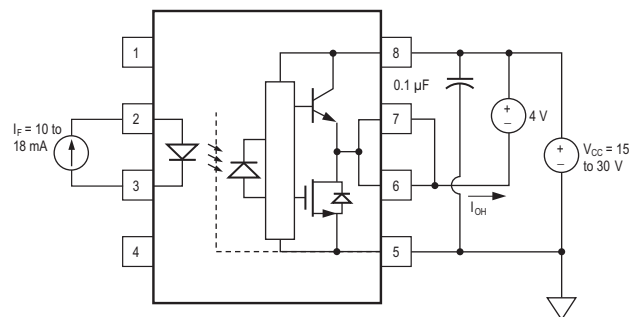 1
8
0.1 µF
I_F = 10 to
18 mA
2
7
+
4 V
–
+
V_CC = 15
to 30 V
–
3
6
I_OH
4
5